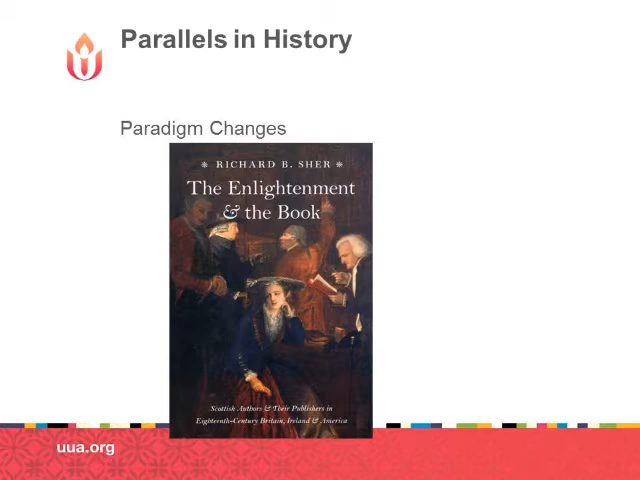 Parallels in History
Paradigm Changes
* RICHARD B. SHER *
The Enlightenment
& the Book
Scottish Authors & Their Publishers in
Eighteenth-Century Britain, Ireland & America
uua.org